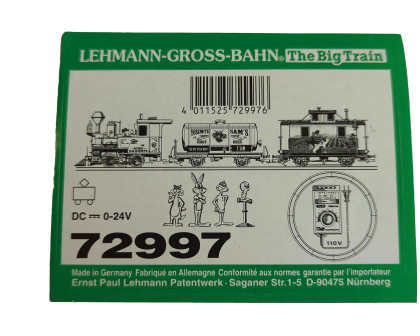 LEHMANN-GROSS-BAHN® The Big Train
4 011525 729976
SAM'S
DC 0-24V
110V
72997
Made in Germany Fabriqué en Allemagne Conformité aux normes garantie par l'importateur
Ernst Paul Lehmann Patentwerk · Saganer Str.1-5 D-90475 Nürnberg